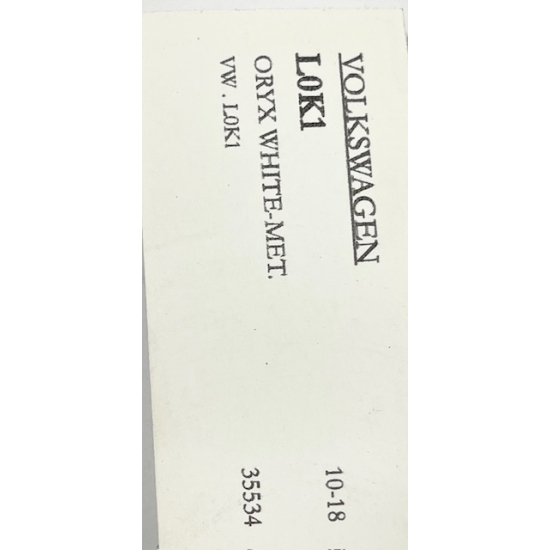 VOLKSWAGEN
L0K1 10-18
ORYX WHITE-MET.
VW . L0K1 35534